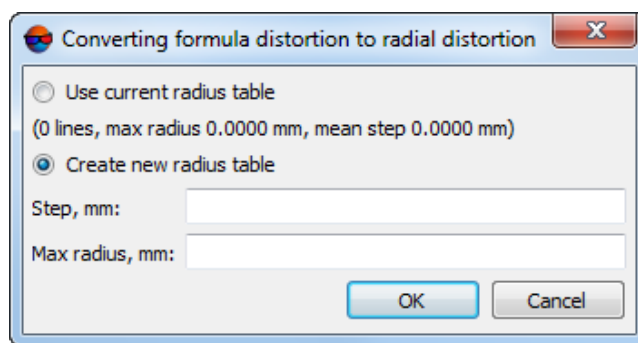 Converting formula distortion to radial distortion
Use current radius table
(0 lines, max radius 0.0000 mm, mean step 0.0000 mm)
Create new radius table
Step, mm:
Max radius, mm:
OK Cancel